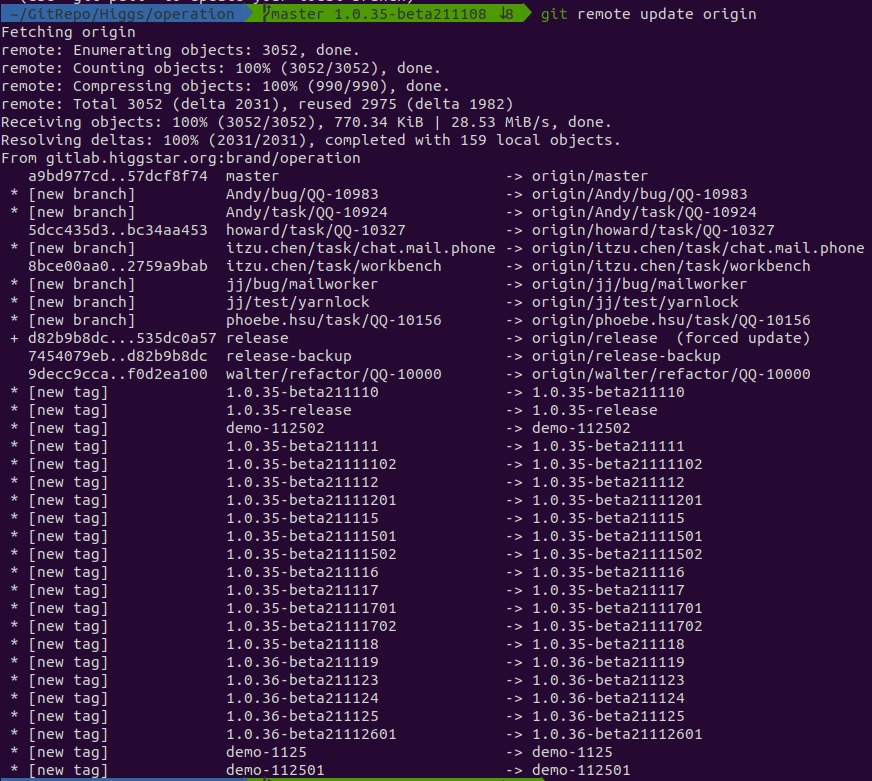 ~/GitRepo/Higgs/operation master 1.0.35-beta211108 ↓8 git remote update origin
Fetching origin
remote: Enumerating objects: 3052, done.
remote: Counting objects: 100% (3052/3052), done.
remote: Compressing objects: 100% (990/990), done.
remote: Total 3052 (delta 2031), reused 2975 (delta 1982)
Receiving objects: 100% (3052/3052), 770.34 KiB | 28.53 MiB/s, done.
Resolving deltas: 100% (2031/2031), completed with 159 local objects.
From gitlab.higgstar.org:brand/operation
   a9bd977cd..57dcf8f74  master                         -> origin/master
 * [new branch]          Andy/bug/QQ-10983              -> origin/Andy/bug/QQ-10983
 * [new branch]          Andy/task/QQ-10924             -> origin/Andy/task/QQ-10924
   5dcc435d3..bc34aa453  howard/task/QQ-10327           -> origin/howard/task/QQ-10327
 * [new branch]          itzu.chen/task/chat.mail.phone -> origin/itzu.chen/task/chat.mail.phone
   8bce00aa0..2759a9bab  itzu.chen/task/workbench       -> origin/itzu.chen/task/workbench
 * [new branch]          jj/bug/mailworker              -> origin/jj/bug/mailworker
 * [new branch]          jj/test/yarnlock               -> origin/jj/test/yarnlock
 * [new branch]          phoebe.hsu/task/QQ-10156       -> origin/phoebe.hsu/task/QQ-10156
 + d82b9b8dc...535dc0a57 release                        -> origin/release  (forced update)
   7454079eb..d82b9b8dc  release-backup                 -> origin/release-backup
   9decc9cca..f0d2ea100  walter/refactor/QQ-10000       -> origin/walter/refactor/QQ-10000
 * [new tag]             1.0.35-beta211110              -> 1.0.35-beta211110
 * [new tag]             1.0.35-release                 -> 1.0.35-release
 * [new tag]             demo-112502                    -> demo-112502
 * [new tag]             1.0.35-beta211111              -> 1.0.35-beta211111
 * [new tag]             1.0.35-beta21111102            -> 1.0.35-beta21111102
 * [new tag]             1.0.35-beta211112              -> 1.0.35-beta211112
 * [new tag]             1.0.35-beta21111201            -> 1.0.35-beta21111201
 * [new tag]             1.0.35-beta211115              -> 1.0.35-beta211115
 * [new tag]             1.0.35-beta21111501            -> 1.0.35-beta21111501
 * [new tag]             1.0.35-beta21111502            -> 1.0.35-beta21111502
 * [new tag]             1.0.35-beta211116              -> 1.0.35-beta211116
 * [new tag]             1.0.35-beta211117              -> 1.0.35-beta211117
 * [new tag]             1.0.35-beta21111701            -> 1.0.35-beta21111701
 * [new tag]             1.0.35-beta21111702            -> 1.0.35-beta21111702
 * [new tag]             1.0.35-beta211118              -> 1.0.35-beta211118
 * [new tag]             1.0.36-beta211119              -> 1.0.36-beta211119
 * [new tag]             1.0.36-beta211123              -> 1.0.36-beta211123
 * [new tag]             1.0.36-beta211124              -> 1.0.36-beta211124
 * [new tag]             1.0.36-beta211125              -> 1.0.36-beta211125
 * [new tag]             1.0.36-beta21112601            -> 1.0.36-beta21112601
 * [new tag]             demo-1125                      -> demo-1125
 * [new tag]             demo-112501                    -> demo-112501